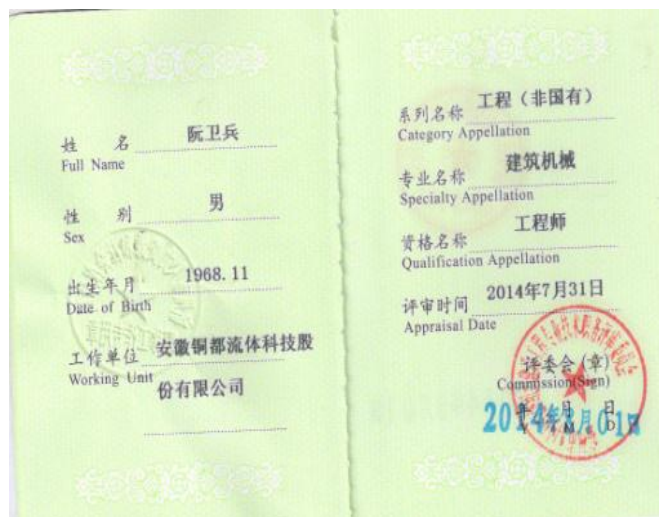 姓 名 阮卫兵
Full Name
性 别 男
Sex
出生年月 1968.11
Date of Birth
工作单位 安徽铜都流体科技股
Working Unit 份有限公司
系列名称 工程（非国有）
Category Appellation
专业名称 建筑机械
Specialty Appellation
资格名称 工程师
Qualification Appellation
评审时间 2014年7月31日
Appraisal Date
评委会(章)
Commission(Sign)
年 月 日
Y M D